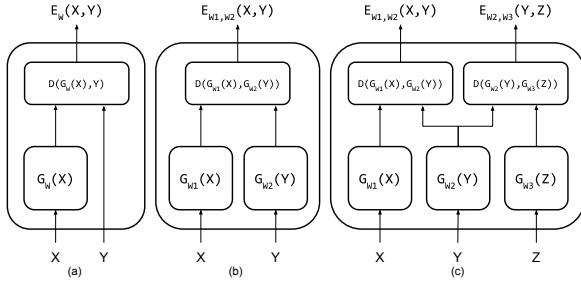 E_W(X,Y) E_W1,W2(X,Y) E_W1,W2(X,Y) E_W2,W3(Y,Z)
D(G_W(X),Y) D(G_W1(X),G_W2(Y)) D(G_W1(X),G_W2(Y)) D(G_W2(Y),G_W3(Z))
G_W(X) G_W1(X) G_W2(Y) G_W1(X) G_W2(Y) G_W3(Z)
X Y X Y X Y Z
(a) (b) (c)